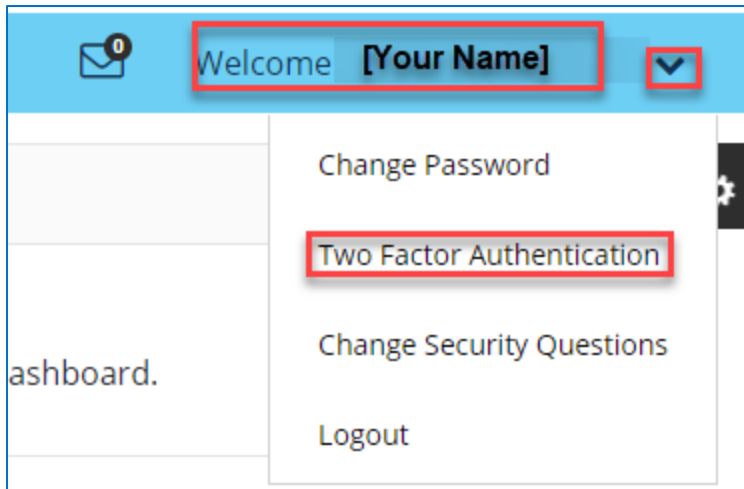 0
Welcome [Your Name]
Change Password
Two Factor Authentication
Change Security Questions
ashboard.
Logout